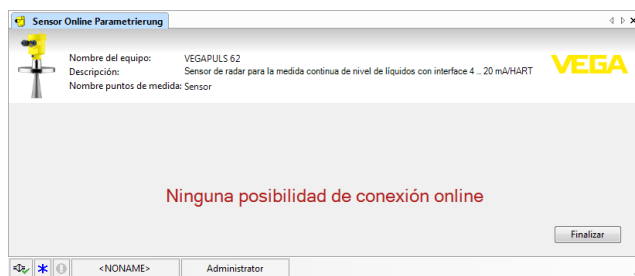 Sensor Online Parametrierung
Nombre del equipo: VEGAPULS 62
Descripción: Sensor de radar para la medida continua de nivel de líquidos con interface 4 .. 20 mA/HART
Nombre puntos de medida: Sensor
VEGA
Ninguna posibilidad de conexión online
Finalizar
<NONAME> Administrator